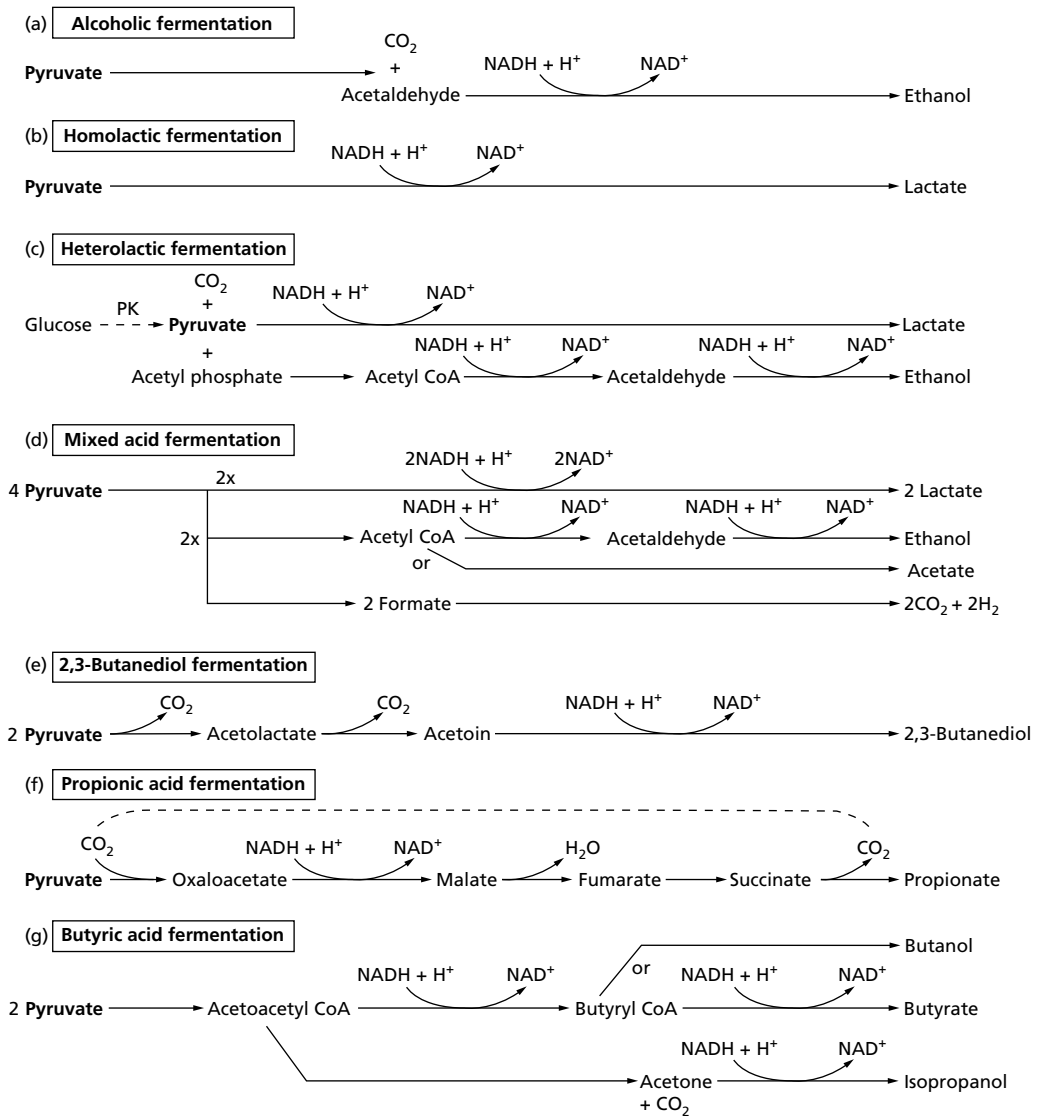 (a) Alcoholic fermentation
CO₂
+
NADH + H⁺ NAD⁺
Pyruvate
Acetaldehyde Ethanol
(b) Homolactic fermentation
NADH + H⁺ NAD⁺
Pyruvate Lactate
(c) Heterolactic fermentation
CO₂
+
NADH + H⁺ NAD⁺
PK
Glucose Pyruvate Lactate
+
NADH + H⁺ NAD⁺ NADH + H⁺ NAD⁺
Acetyl phosphate Acetyl CoA Acetaldehyde Ethanol
(d) Mixed acid fermentation
2NADH + H⁺ 2NAD⁺
2x
4 Pyruvate 2 Lactate
NADH + H⁺ NAD⁺ NADH + H⁺ NAD⁺
2x Acetyl CoA Acetaldehyde Ethanol
or
Acetate
2 Formate 2CO₂ + 2H₂
(e) 2,3-Butanediol fermentation
CO₂ CO₂ NADH + H⁺ NAD⁺
2 Pyruvate Acetolactate Acetoin 2,3-Butanediol
(f) Propionic acid fermentation
CO₂ NADH + H⁺ NAD⁺ H₂O CO₂
Pyruvate Oxaloacetate Malate Fumarate Succinate Propionate
(g) Butyric acid fermentation
Butanol
or
NADH + H⁺ NAD⁺ NADH + H⁺ NAD⁺
2 Pyruvate Acetoacetyl CoA Butyryl CoA Butyrate
NADH + H⁺ NAD⁺
Acetone Isopropanol
+ CO₂